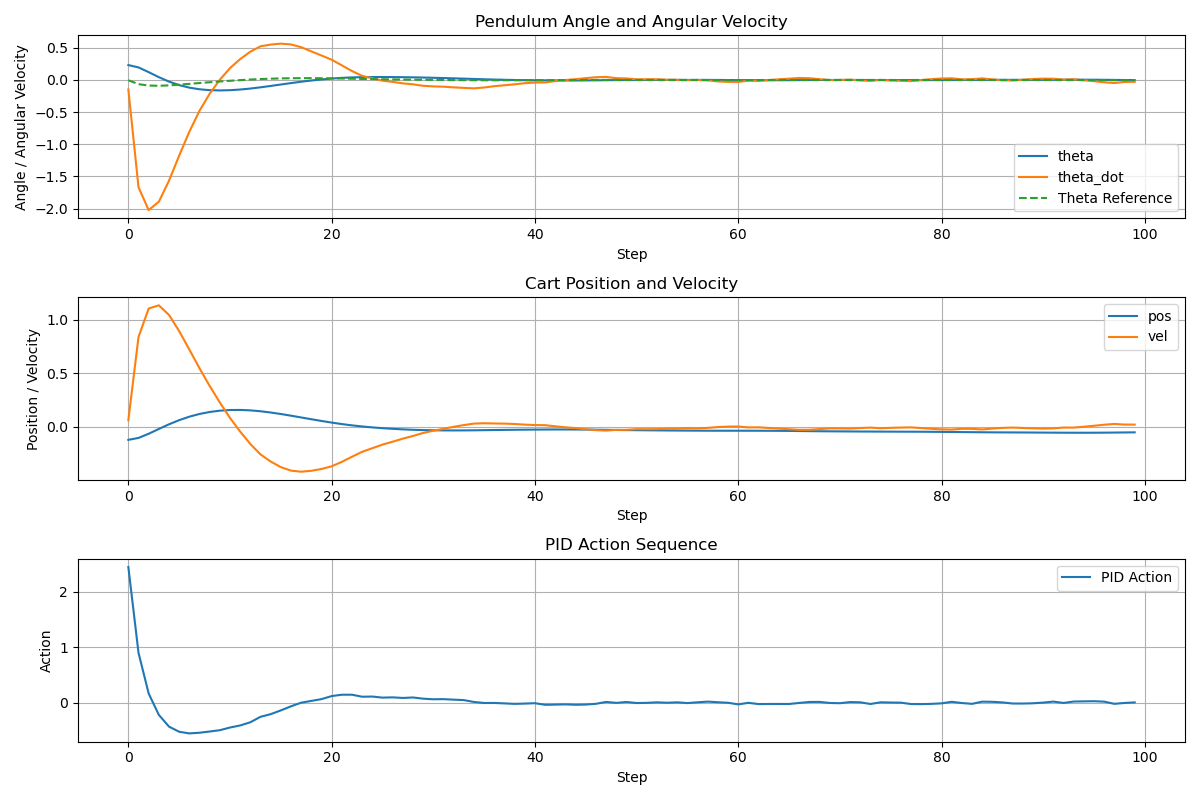 Pendulum Angle and Angular Velocity
Angle / Angular Velocity
0.5
0.0
−0.5
−1.0
−1.5
−2.0
theta
theta_dot
Theta Reference
0 20 40 60 80 100
Step
Cart Position and Velocity
Position / Velocity
1.0
0.5
0.0
pos
vel
0 20 40 60 80 100
Step
PID Action Sequence
Action
2
1
0
PID Action
0 20 40 60 80 100
Step